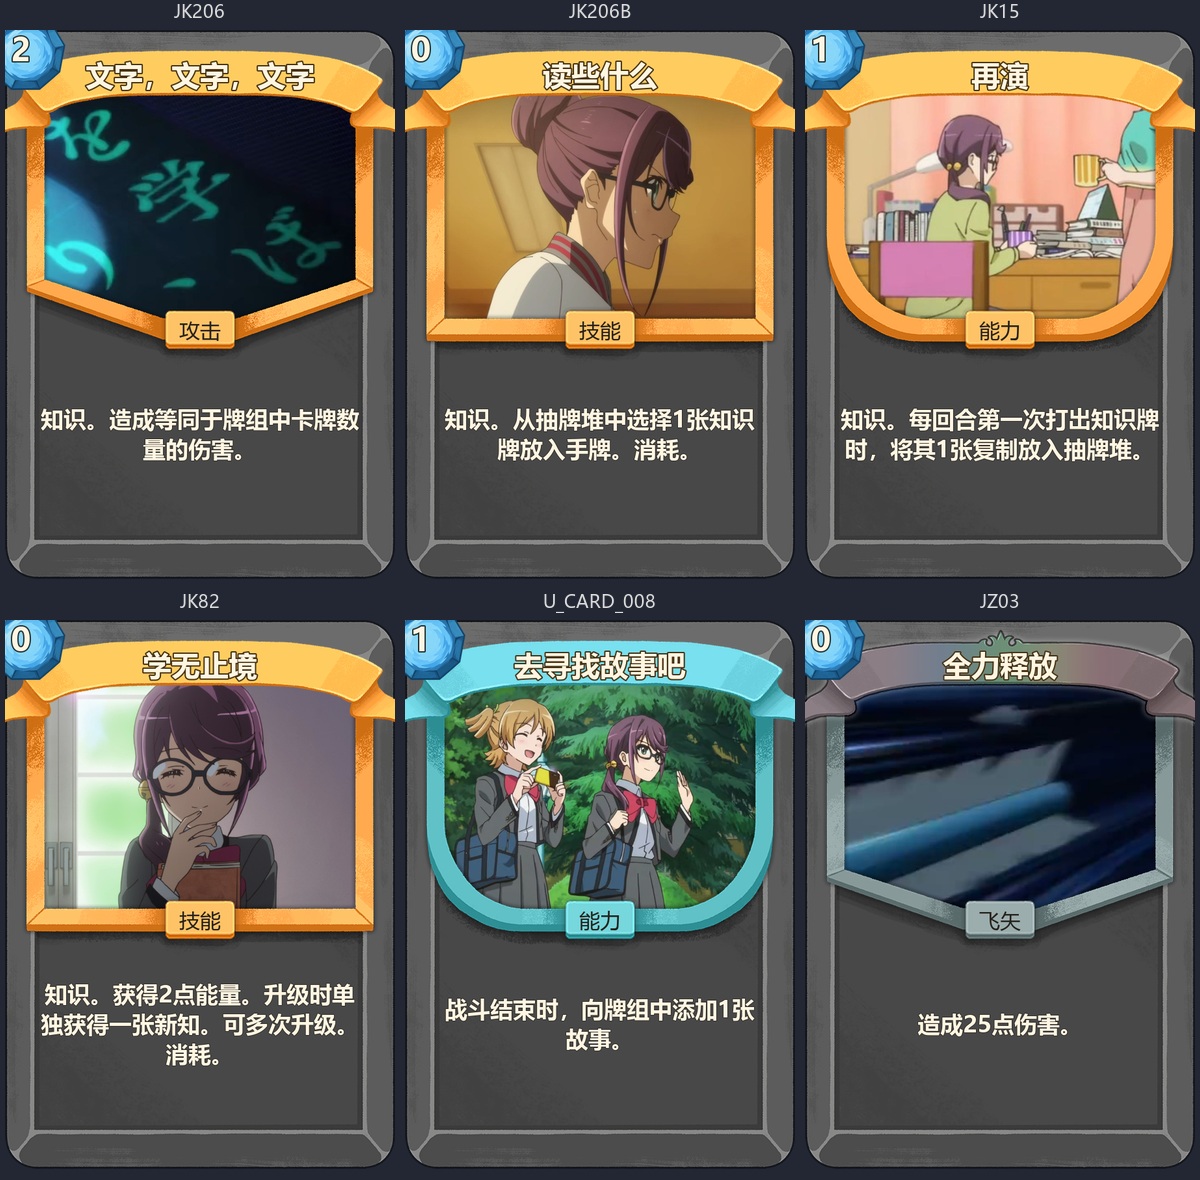 JK206
2
文字，文字，文字
を
学
ぼ
う
攻击
知识。造成等同于牌组中卡牌数
量的伤害。
JK206B
0
读些什么
技能
知识。从抽牌堆中选择1张知识
牌放入手牌。消耗。
JK15
1
再演
能力
知识。每回合第一次打出知识牌
时，将其1张复制放入抽牌堆。
JK82
0
学无止境
技能
知识。获得2点能量。升级时单
独获得一张新知。可多次升级。
消耗。
U_CARD_008
1
去寻找故事吧
能力
战斗结束时，向牌组中添加1张
故事。
JZ03
0
全力释放
飞矢
造成25点伤害。